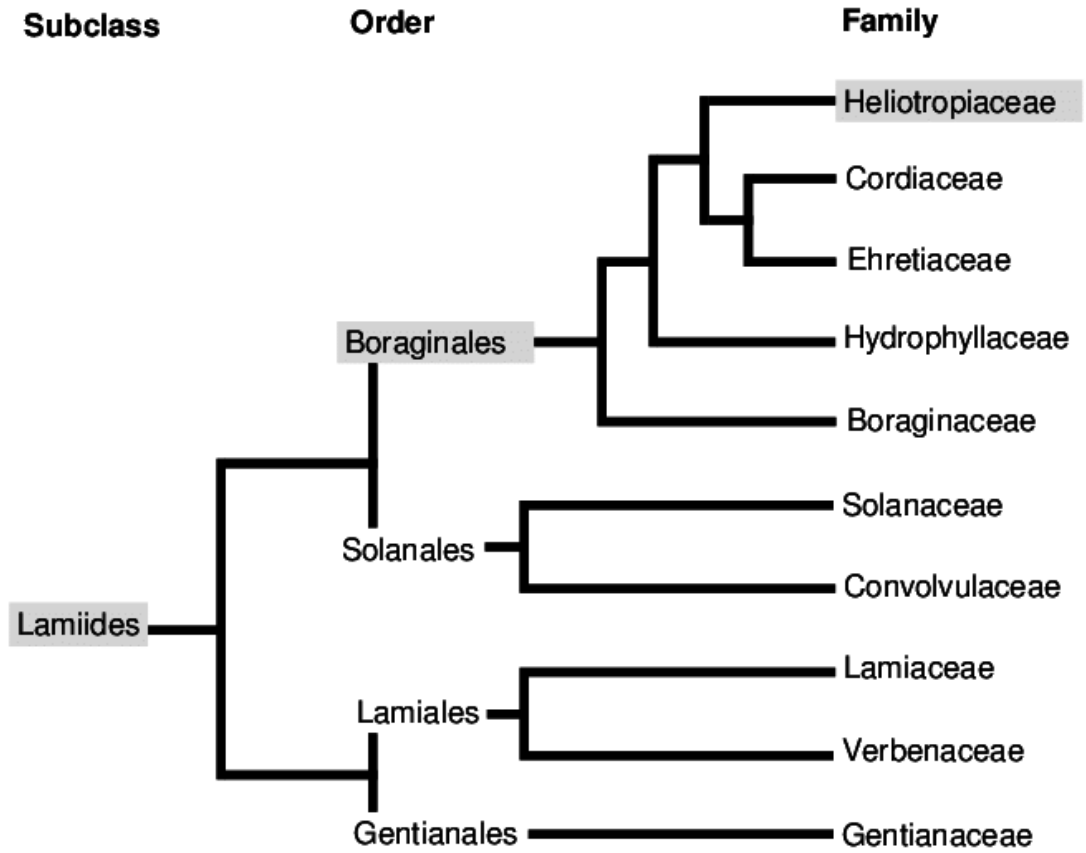 Subclass Order Family
Heliotropiaceae
Cordiaceae
Ehretiaceae
Boraginales
Hydrophyllaceae
Boraginaceae
Solanaceae
Solanales
Convolvulaceae
Lamiides
Lamiaceae
Lamiales
Verbenaceae
Gentianales
Gentianaceae